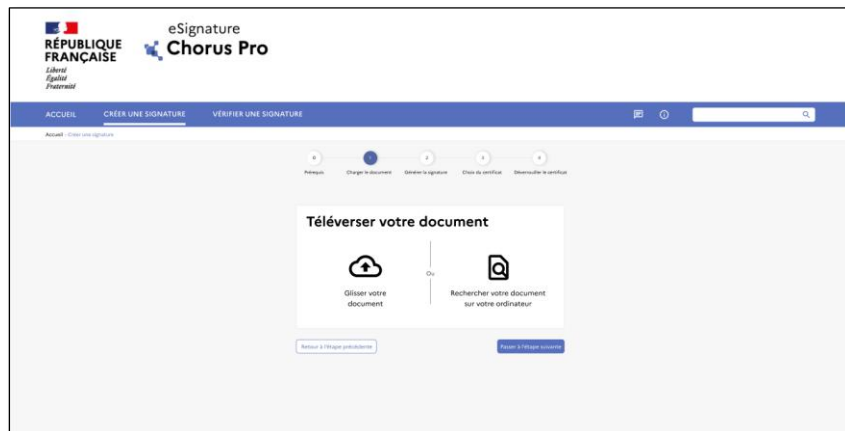 RÉPUBLIQUE
FRANÇAISE
Liberté
Égalité
Fraternité
eSignature
Chorus Pro
ACCUEIL CRÉER UNE SIGNATURE VÉRIFIER UNE SIGNATURE
Accueil - Créer une signature
0 1 2 3 4
Prérequis Charger le document Générer la signature Choix du certificat Déverrouiller le certificat
Téléverser votre document
Glisser votre
document
Ou
Rechercher votre document
sur votre ordinateur
Retour à l'étape précédente Passer à l'étape suivante